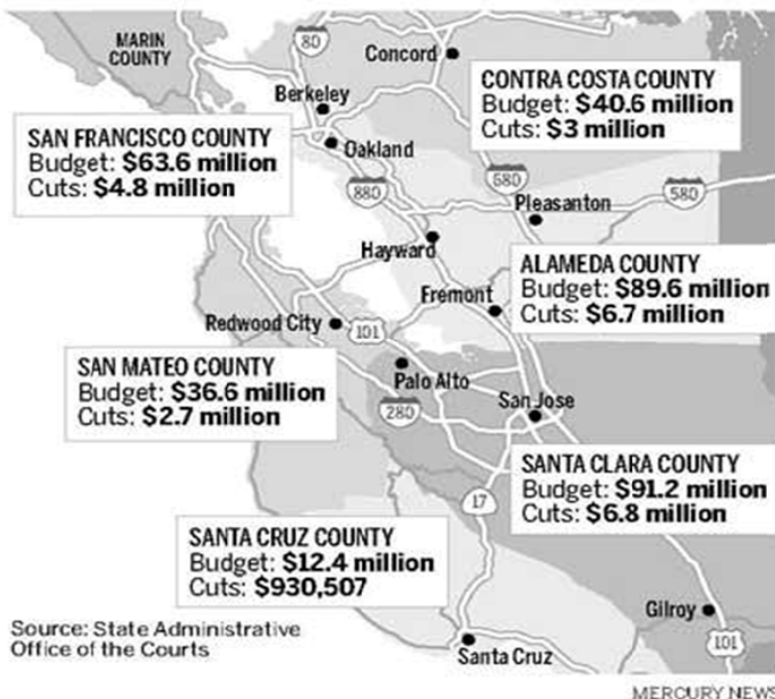 MARIN
COUNTY
80
Concord
CONTRA COSTA COUNTY
Budget: $40.6 million
Cuts: $3 million
Berkeley
SAN FRANCISCO COUNTY
Budget: $63.6 million
Cuts: $4.8 million
Oakland
880
680
580
Pleasanton
Hayward
ALAMEDA COUNTY
Budget: $89.6 million
Cuts: $6.7 million
Fremont
Redwood City
101
SAN MATEO COUNTY
Budget: $36.6 million
Cuts: $2.7 million
Palo Alto
280
San Jose
SANTA CLARA COUNTY
Budget: $91.2 million
Cuts: $6.8 million
17
SANTA CRUZ COUNTY
Budget: $12.4 million
Cuts: $930,507
Gilroy
101
Source: State Administrative
Office of the Courts
Santa Cruz
MERCURY NEWS